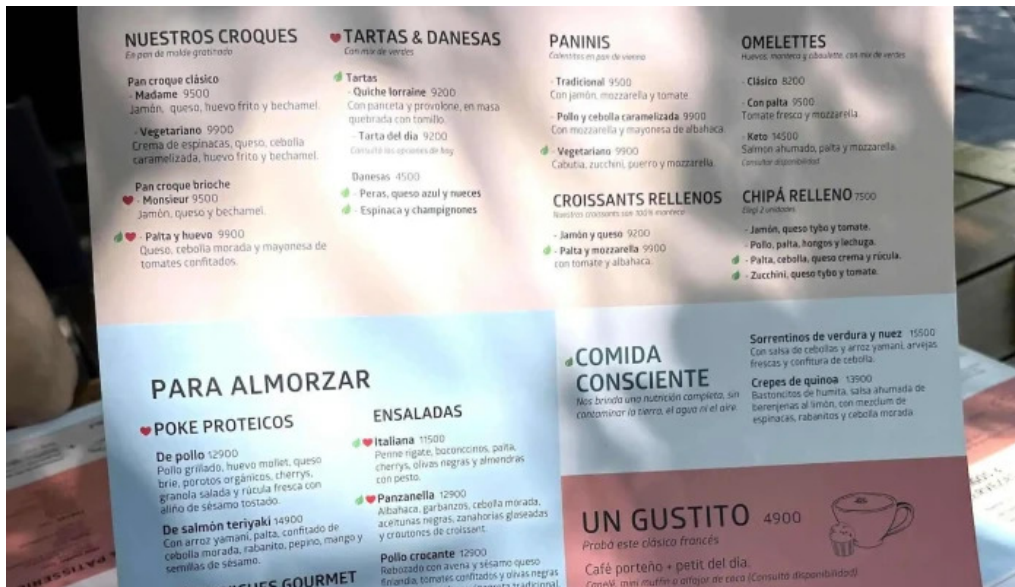 NUESTROS CROQUES
En pan de molde gratinado
Pan croque clásico
- Madame 9500
Jamón, queso, huevo frito y bechamel.
- Vegetariano 9900
Crema de espinacas, queso, cebolla
caramelizada, huevo frito y bechamel.
Pan croque brioche
- Monsieur 9500
Jamón, queso y bechamel.
- Palta y huevo 9900
Queso, cebolla morada y mayonesa de
tomates confitados.
TARTAS & DANESAS
Con mix de verdes
Tartas
- Quiche lorraine 9200
Con panceta y provolone, en masa
quebrada con tomillo.
- Tarta del día 9200
Consultá las opciones de hoy
Danesas 4500
- Peras, queso azul y nueces
- Espinaca y champignones
PANINIS
Calentitos en pan de vienna
- Tradicional 9500
Con jamón, mozzarella y tomate.
- Pollo y cebolla caramelizada 9900
Con mozzarella y mayonesa de albahaca.
- Vegetariano 9900
Cabutia, zucchini, puerro y mozzarella.
CROISSANTS RELLENOS
Nuestros croissants son 100% manteca
- Jamón y queso 9200
- Palta y mozzarella 9900
con tomate y albahaca.
OMELETTES
Huevos, manteca y ciboulette, con mix de verdes
- Clásico 8200
- Con palta 9500
Tomate fresco y mozzarella.
- Keto 14500
Salmón ahumado, palta y mozzarella.
Consultar disponibilidad
CHIPÁ RELLENO 7500
Elegí 2 unidades
- Jamón, queso tybo y tomate.
- Pollo, palta, hongos y lechuga.
- Palta, cebolla, queso crema y rúcula.
- Zucchini, queso tybo y tomate.
PARA ALMORZAR
POKE PROTEICOS
De pollo 12900
Pollo grillado, huevo mollet, queso
brie, porotos orgánicos, cherrys,
granola salada y rúcula fresca con
aliño de sésamo tostado.
De salmón teriyaki 14900
Con arroz yamaní, palta, confitado de
cebolla morada, rabanito, pepino, mango y
semillas de sésamo.
GOURMET
ENSALADAS
Italiana 11500
Penne rigate, bocconcinos, palta,
cherrys, olivas negras y almendras
con pesto.
Panzanella 12900
Albahaca, garbanzos, cebolla morada,
aceitunas negras, zanahorias glaseadas
y croutones de croissant.
Pollo crocante 12900
Rebozado con avena y sésamo queso
finlandia, tomates confitados y olivas negras
COMIDA
CONSCIENTE
Nos brinda una nutrición completa, sin
contaminar la tierra, el agua ni el aire.
Sorrentinos de verdura y nuez 15500
Con salsa de cebollas y arroz yamaní, arvejas
frescas y confitura de cebolla.
Crepes de quinoa 13900
Bastoncitos de humita, salsa ahumada de
berenjenas al limón, con mezclum de
espinacas, rabanitos y cebolla morada.
UN GUSTITO 4900
Probá este clásico francés
Café porteño + petit del día.
Canelé, mini muffin o alfajor de coco (Consultá disponibilidad)